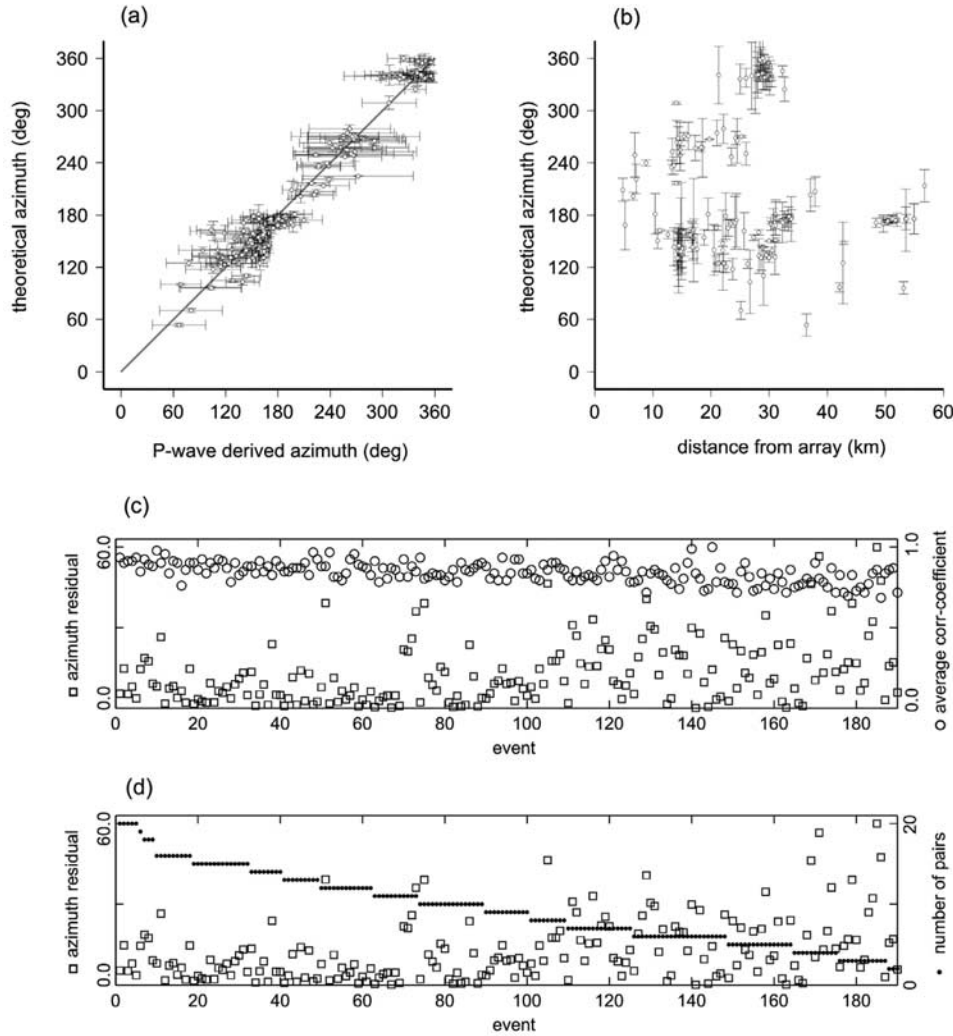 (a)
(b)
theoretical azimuth (deg)
360
300
240
180
120
60
0
0 60 120 180 240 300 360
P-wave derived azimuth (deg)
theoretical azimuth (deg)
360
300
240
180
120
60
0
0 10 20 30 40 50 60
distance from array (km)
(c)
azimuth residual
60.0
0.0
1.0
0.0
average corr-coefficient
0 20 40 60 80 100 120 140 160 180
event
(d)
azimuth residual
60.0
0.0
20
10
0
number of pairs
0 20 40 60 80 100 120 140 160 180
event